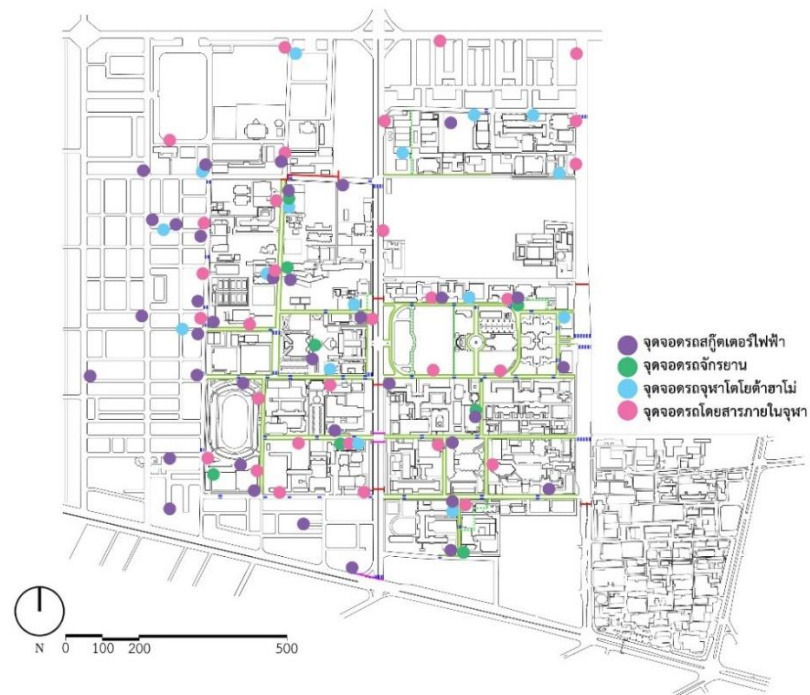 จุดจอดรถสกู๊ตเตอร์ไฟฟ้า
จุดจอดรถจักรยาน
จุดจอดรถจุฬาโตโยต้าฮาโม่
จุดจอดรถโดยสารภายในจุฬา
N 0 100 200 500